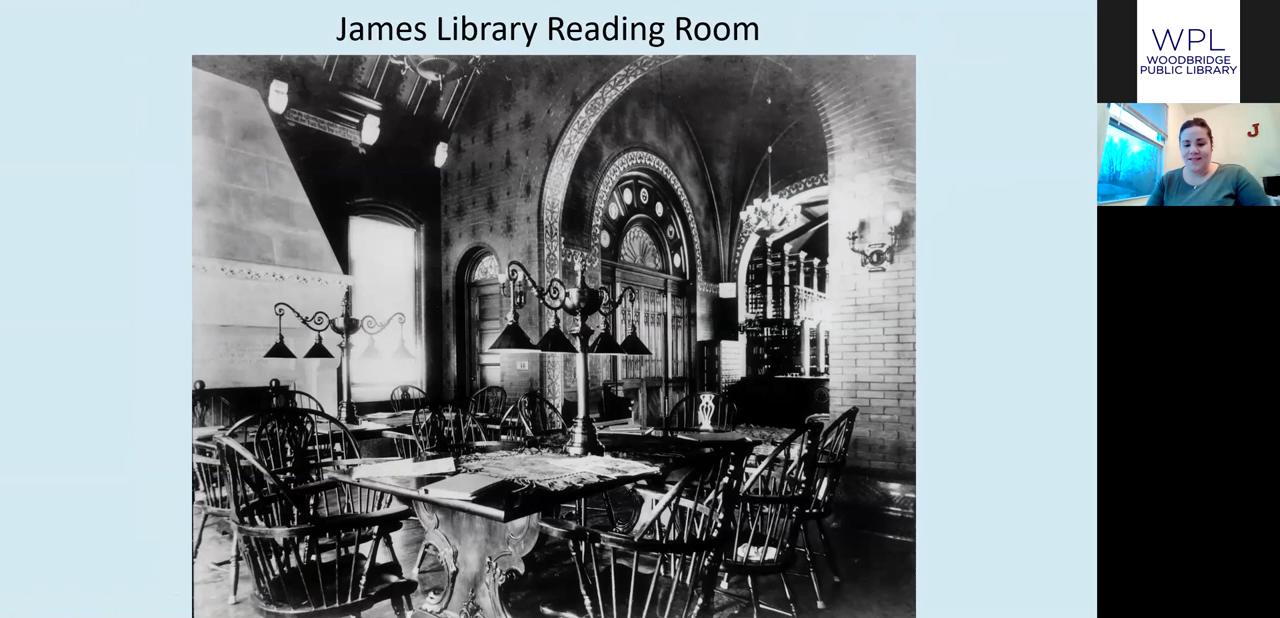 James Library Reading Room
WPL
WOODBRIDGE
PUBLIC LIBRARY
J